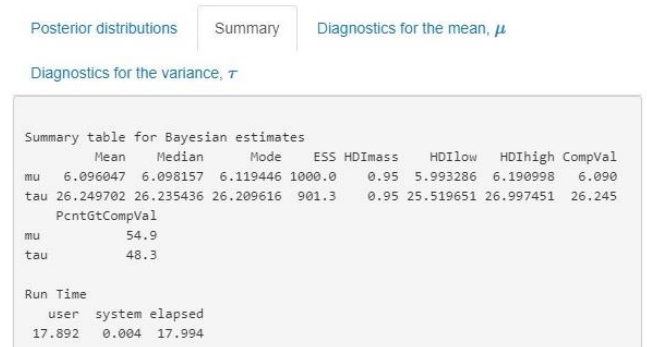 Posterior distributions Summary Diagnostics for the mean, μ
Diagnostics for the variance, τ
Summary table for Bayesian estimates
Mean Median Mode ESS HDImass HDIlow HDIhigh CompVal
mu 6.096047 6.098157 6.119446 1000.0 0.95 5.993286 6.190998 6.090
tau 26.249702 26.235436 26.209616 901.3 0.95 25.519651 26.997451 26.245
PcntGtCompVal
mu 54.9
tau 48.3
Run Time
user system elapsed
17.892 0.004 17.994